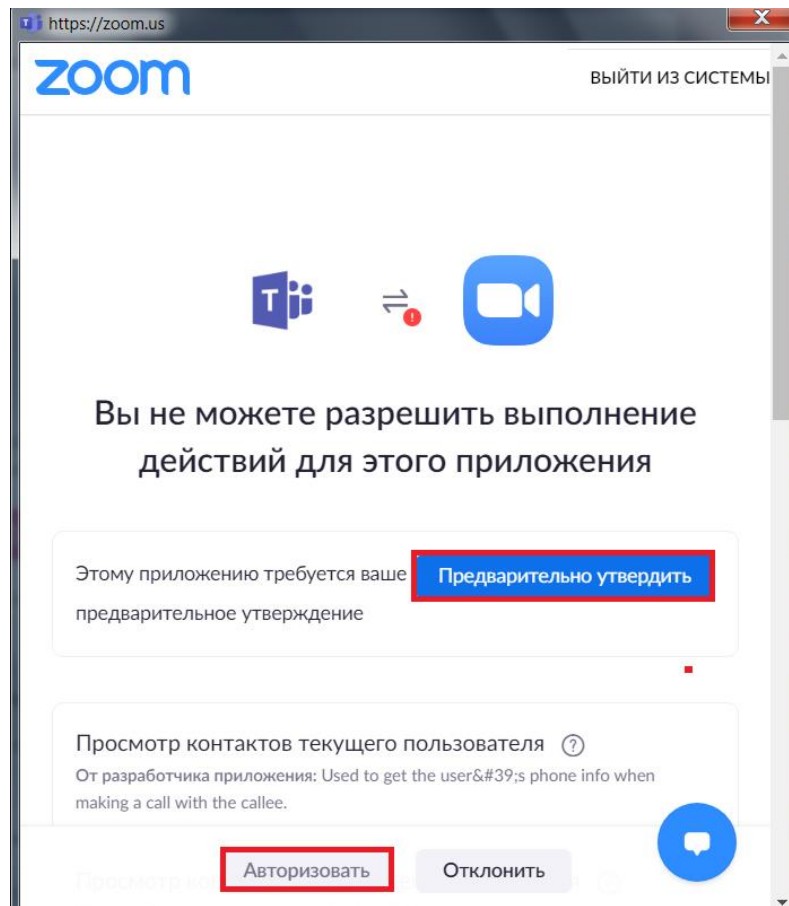 https://zoom.us
X
zoom
ВЫЙТИ ИЗ СИСТЕМЫ
T
Вы не можете разрешить выполнение
действий для этого приложения
Этому приложению требуется ваше
предварительное утверждение
Предварительно утвердить
Просмотр контактов текущего пользователя ?
От разработчика приложения: Used to get the user&#39;s phone info when
making a call with the callee.
Авторизовать
Отклонить